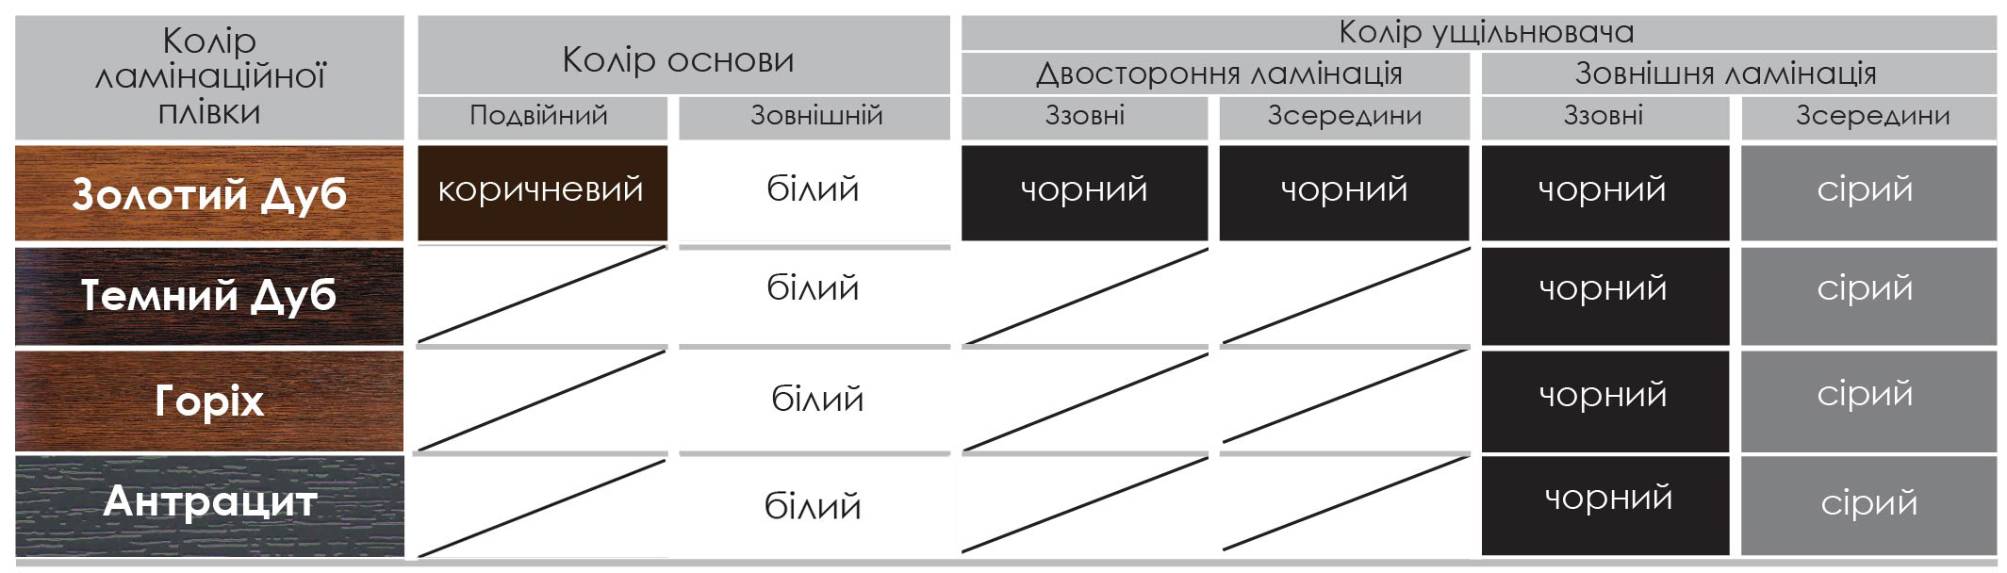 Колір
ламінаційної
плівки
Колір основи
Колір ущільнювача
Двостороння ламінація
Зовнішня ламінація
Подвійний
Зовнішній
Ззовні
Зсередини
Ззовні
Зсередини
Золотий Дуб
коричневий
білий
чорний
чорний
чорний
сірий
Темний Дуб
білий
чорний
сірий
Горіх
білий
чорний
сірий
Антрацит
білий
чорний
сірий